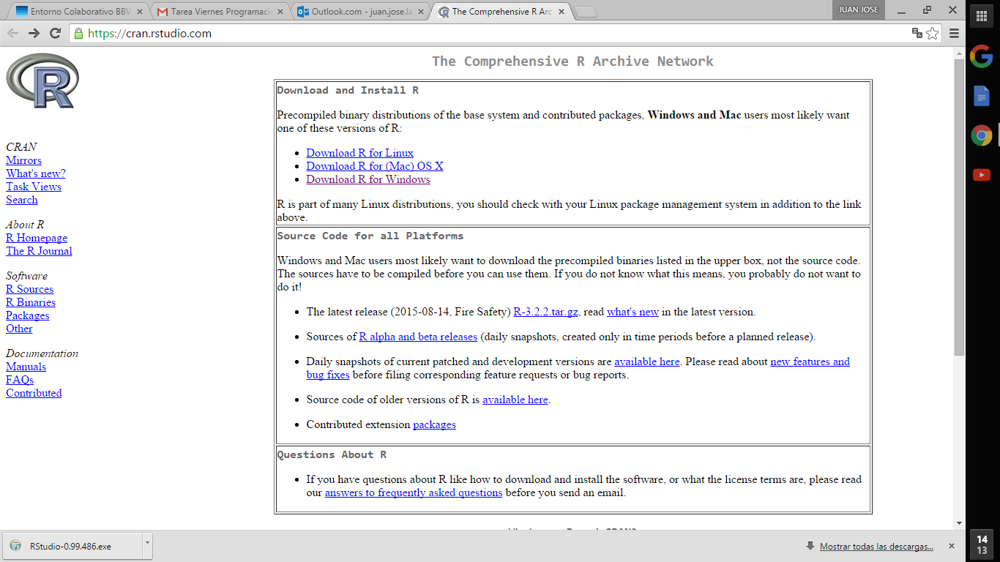 Entorno Colaborativo BBV
Tarea Viernes Programaci
Outlook.com - juan.jose.la
The Comprehensive R Arc
JUAN JOSE
https://cran.rstudio.com
R
CRAN
Mirrors
What's new?
Task Views
Search
About R
R Homepage
The R Journal
Software
R Sources
R Binaries
Packages
Other
Documentation
Manuals
FAQs
Contributed
The Comprehensive R Archive Network
Download and Install R
Precompiled binary distributions of the base system and contributed packages, Windows and Mac users most likely want
one of these versions of R:
Download R for Linux
Download R for (Mac) OS X
Download R for Windows
R is part of many Linux distributions, you should check with your Linux package management system in addition to the link
above.
Source Code for all Platforms
Windows and Mac users most likely want to download the precompiled binaries listed in the upper box, not the source code.
The sources have to be compiled before you can use them. If you do not know what this means, you probably do not want to
do it!
The latest release (2015-08-14, Fire Safety) R-3.2.2.tar.gz, read what's new in the latest version.
Sources of R alpha and beta releases (daily snapshots, created only in time periods before a planned release).
Daily snapshots of current patched and development versions are available here. Please read about new features and
bug fixes before filing corresponding feature requests or bug reports.
Source code of older versions of R is available here.
Contributed extension packages
Questions About R
If you have questions about R like how to download and install the software, or what the license terms are, please read
our answers to frequently asked questions before you send an email.
RStudio-0.99.486.exe
Mostrar todas las descargas...
14
13